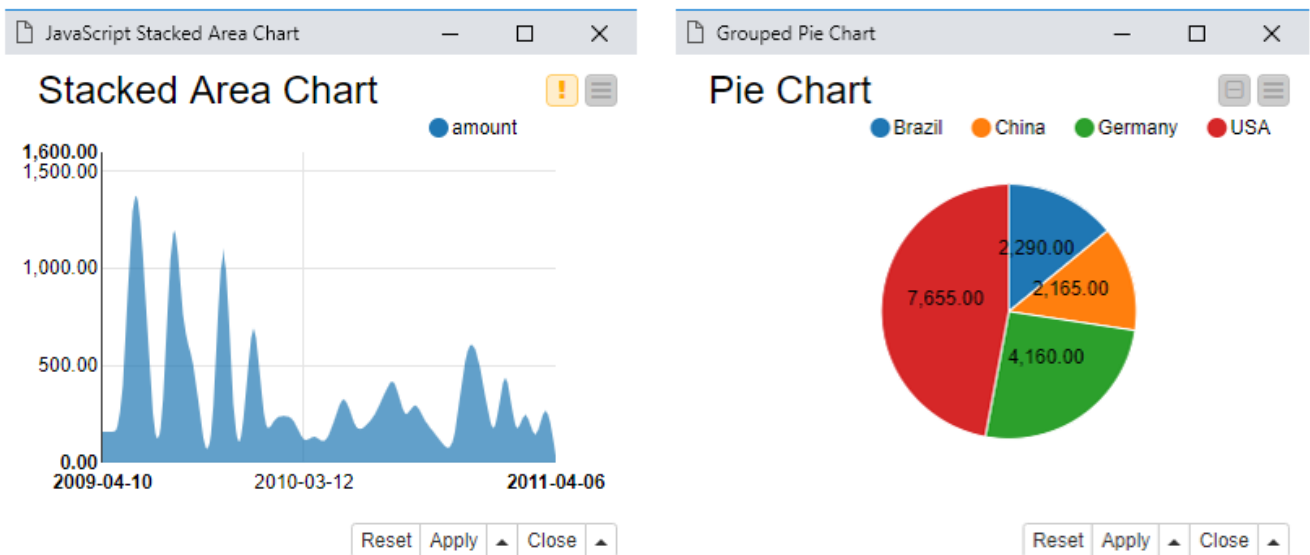 JavaScript Stacked Area Chart
Stacked Area Chart
!
amount
1,600.00
1,500.00
1,000.00
500.00
0.00
2009-04-10 2010-03-12 2011-04-06
Reset Apply Close
Grouped Pie Chart
Pie Chart
Brazil China Germany USA
2,290.00
7,655.00 2,165.00
4,160.00
Reset Apply Close